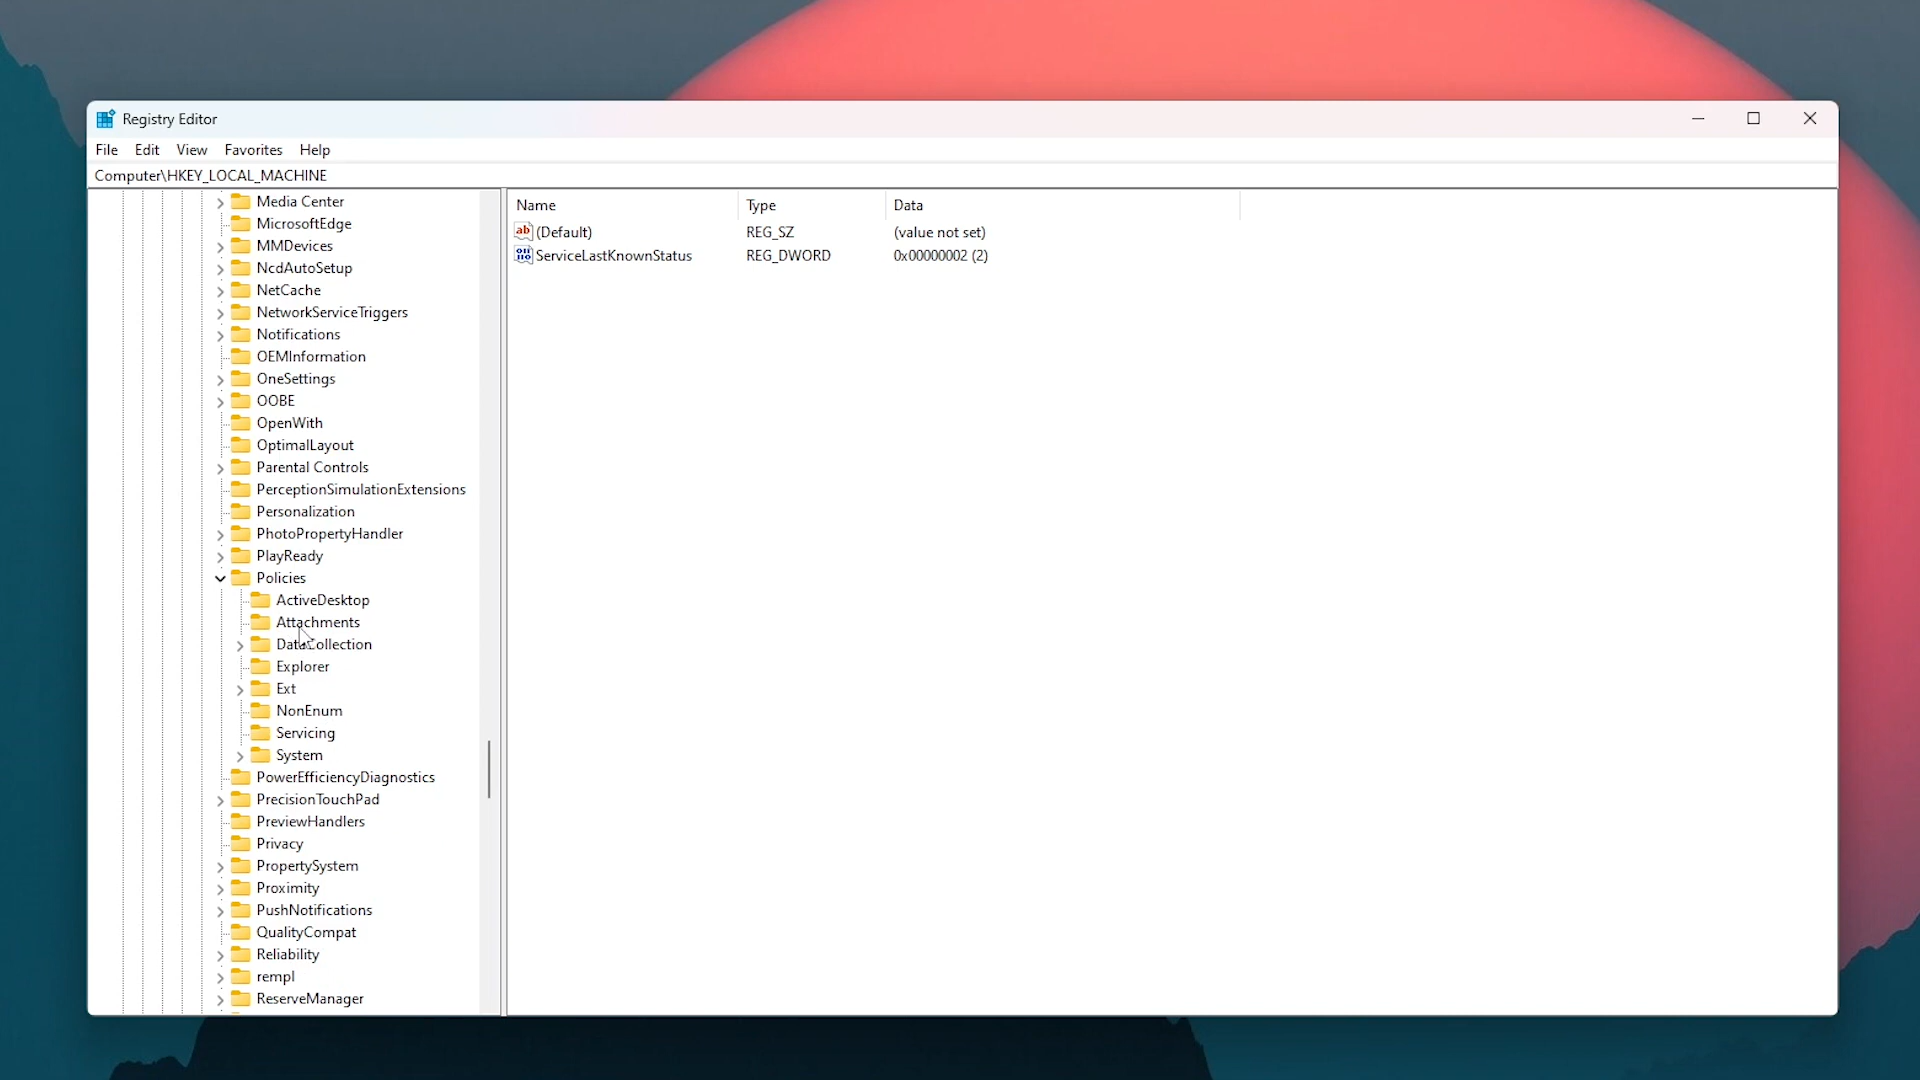 Registry Editor
File Edit View Favorites Help
Computer\HKEY_LOCAL_MACHINE
Media Center
MicrosoftEdge
MMDevices
NcdAutoSetup
NetCache
NetworkServiceTriggers
Notifications
OEMInformation
OneSettings
OOBE
OpenWith
OptimalLayout
Parental Controls
PerceptionSimulationExtensions
Personalization
PhotoPropertyHandler
PlayReady
Policies
ActiveDesktop
Attachments
DataCollection
Explorer
Ext
NonEnum
Servicing
System
PowerEfficiencyDiagnostics
PrecisionTouchPad
PreviewHandlers
Privacy
PropertySystem
Proximity
PushNotifications
QualityCompat
Reliability
rempl
ReserveManager
Name Type Data
(Default) REG_SZ (value not set)
ServiceLastKnownStatus REG_DWORD 0x00000002 (2)